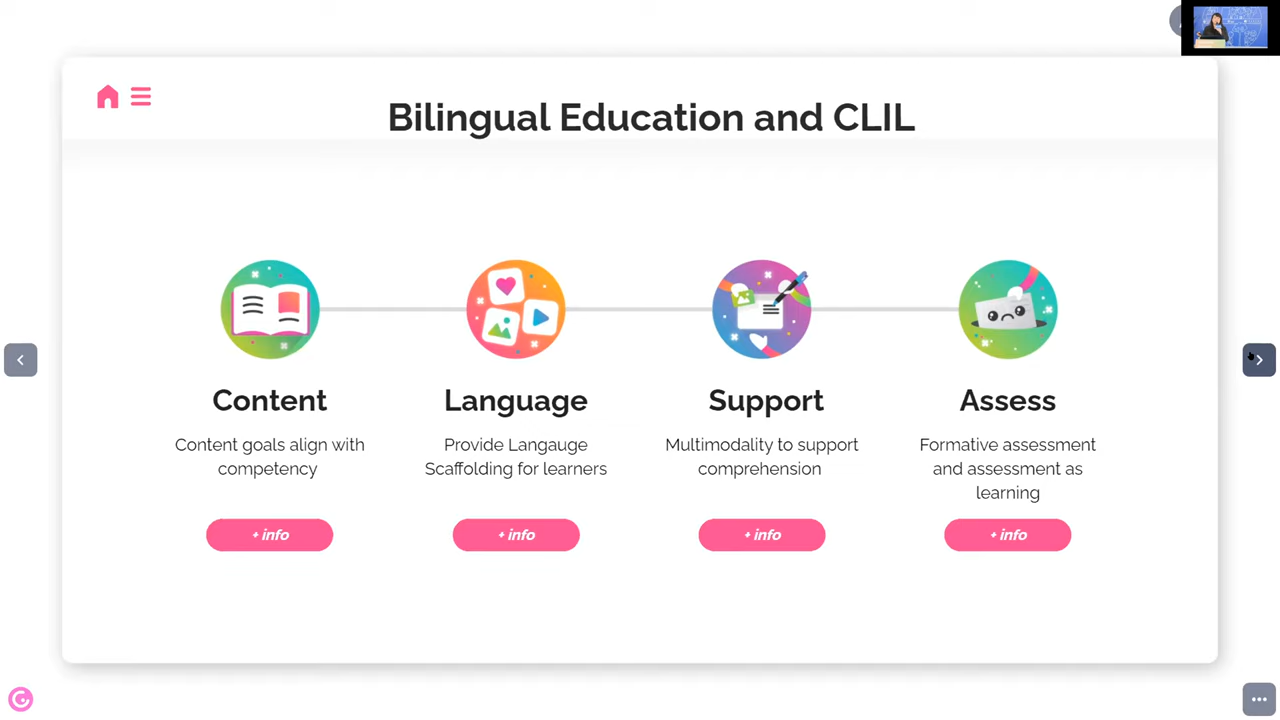 Bilingual Education and CLIL
Content
Content goals align with
competency
+ info
Language
Provide Langauge
Scaffolding for learners
+ info
Support
Multimodality to support
comprehension
+ info
Assess
Formative assessment
and assessment as
learning
+ info